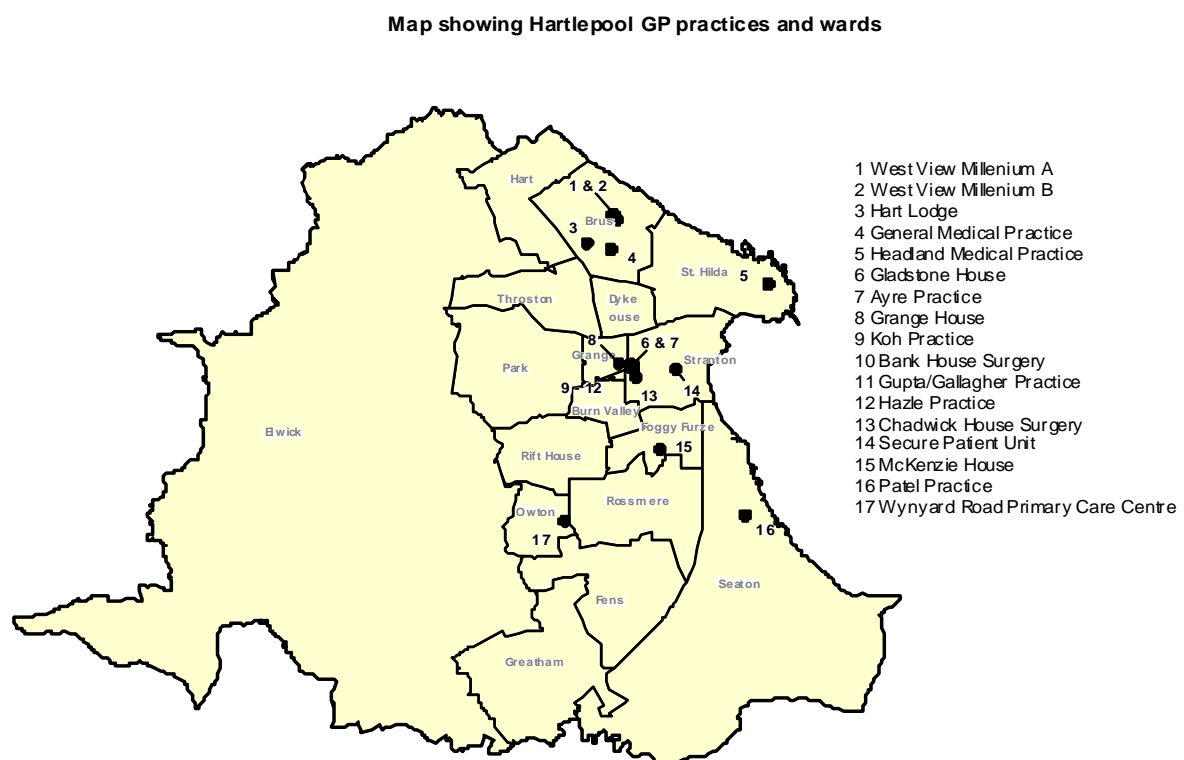 Map showing Hartlepool GP practices and wards
Hart
1 & 2
Brus
3
4
St. Hilda
5
Throston
Dyke
ouse
8
6 & 7
Grange
Stranton
Park
9 - 12
13
14
Burn Valley
Foggy Furze
Elwick
15
Rift House
Rossmere
Owton
17
16
Seaton
Fens
Greatham
1 West View Millenium A
2 West View Millenium B
3 Hart Lodge
4 General Medical Practice
5 Headland Medical Practice
6 Gladstone House
7 Ayre Practice
8 Grange House
9 Koh Practice
10 Bank House Surgery
11 Gupta/Gallagher Practice
12 Hazle Practice
13 Chadwick House Surgery
14 Secure Patient Unit
15 McKenzie House
16 Patel Practice
17 Wynyard Road Primary Care Centre